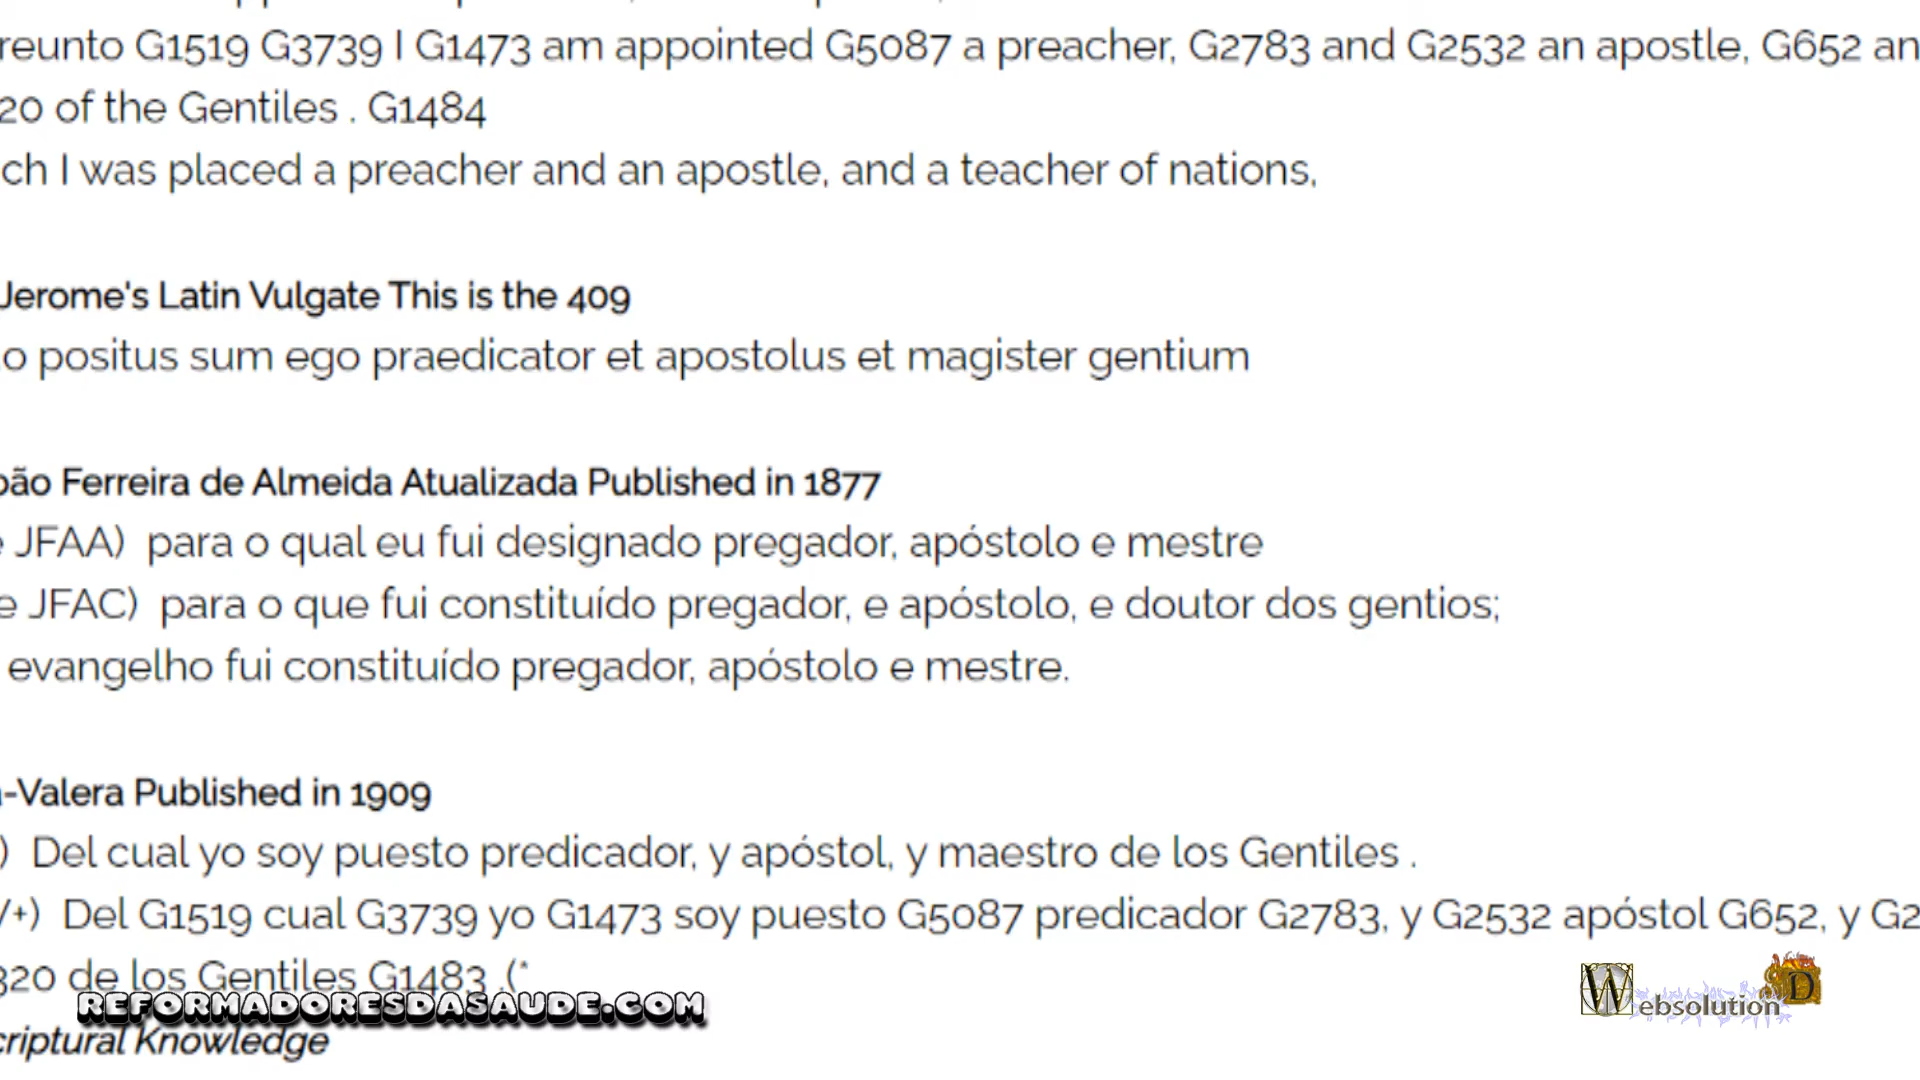 reunto G1519 G3739 I G1473 am appointed G5087 a preacher, G2783 and G2532 an apostle, G652 an
20 of the Gentiles . G1484
ch I was placed a preacher and an apostle, and a teacher of nations,
Jerome's Latin Vulgate This is the 409
o positus sum ego praedicator et apostolus et magister gentium
oão Ferreira de Almeida Atualizada Published in 1877
e JFAA) para o qual eu fui designado pregador, apóstolo e mestre
e JFAC) para o que fui constituído pregador, e apóstolo, e doutor dos gentios;
evangelho fui constituído pregador, apóstolo e mestre.
-Valera Published in 1909
) Del cual yo soy puesto predicador, y apóstol, y maestro de los Gentiles .
/+) Del G1519 cual G3739 yo G1473 soy puesto G5087 predicador G2783, y G2532 apóstol G652, y G2
320 de los Gentiles G1483 .(*
REFORMADORESDASAUDE.COM
Websolution D
criptural Knowledge